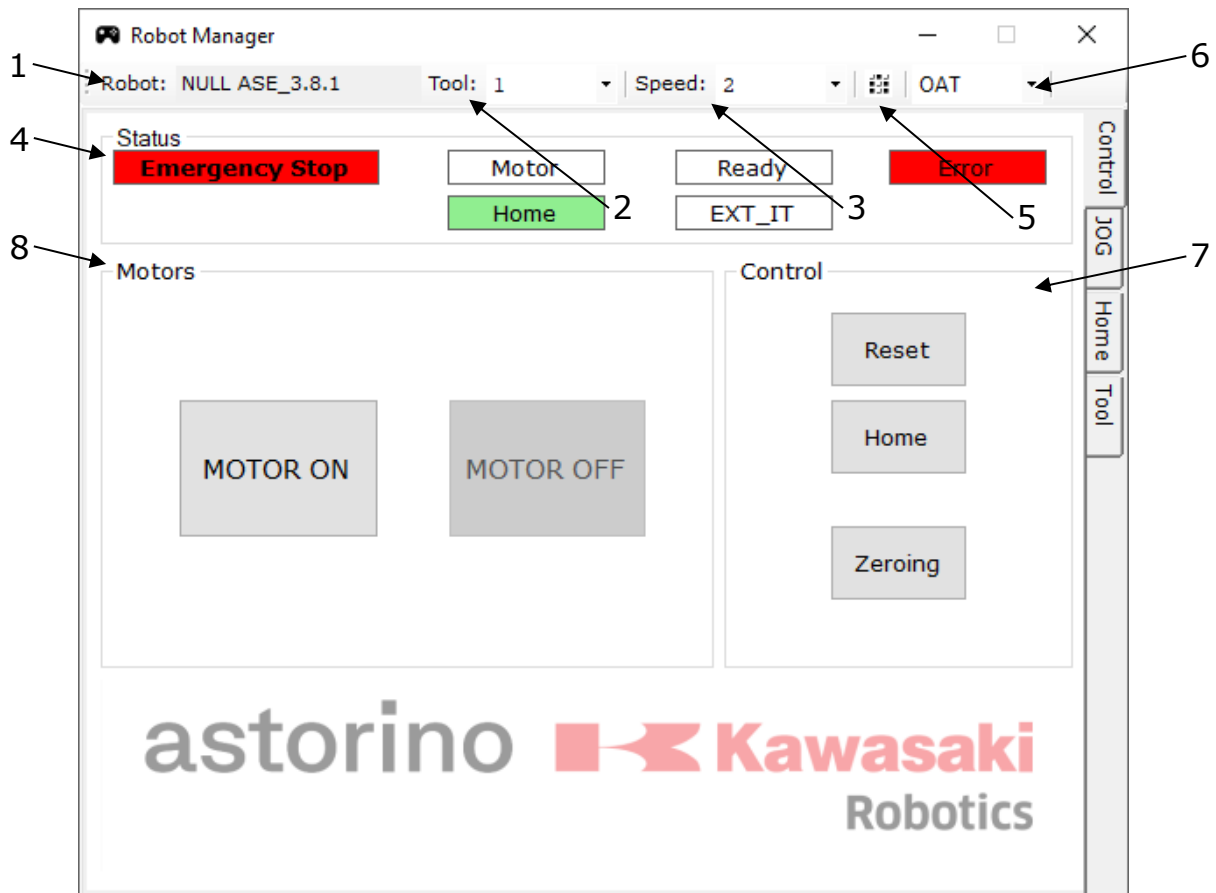 Robot Manager
1
6
Robot: NULL ASE_3.8.1 Tool: 1 Speed: 2 OAT
4
Status
Emergency Stop Motor Ready Error
Home EXT_IT
2 3 5
Control
JOG
Home
Tool
8
7
Motors
Control
Reset
Home
MOTOR ON MOTOR OFF
Zeroing
astorino Kawasaki
Robotics